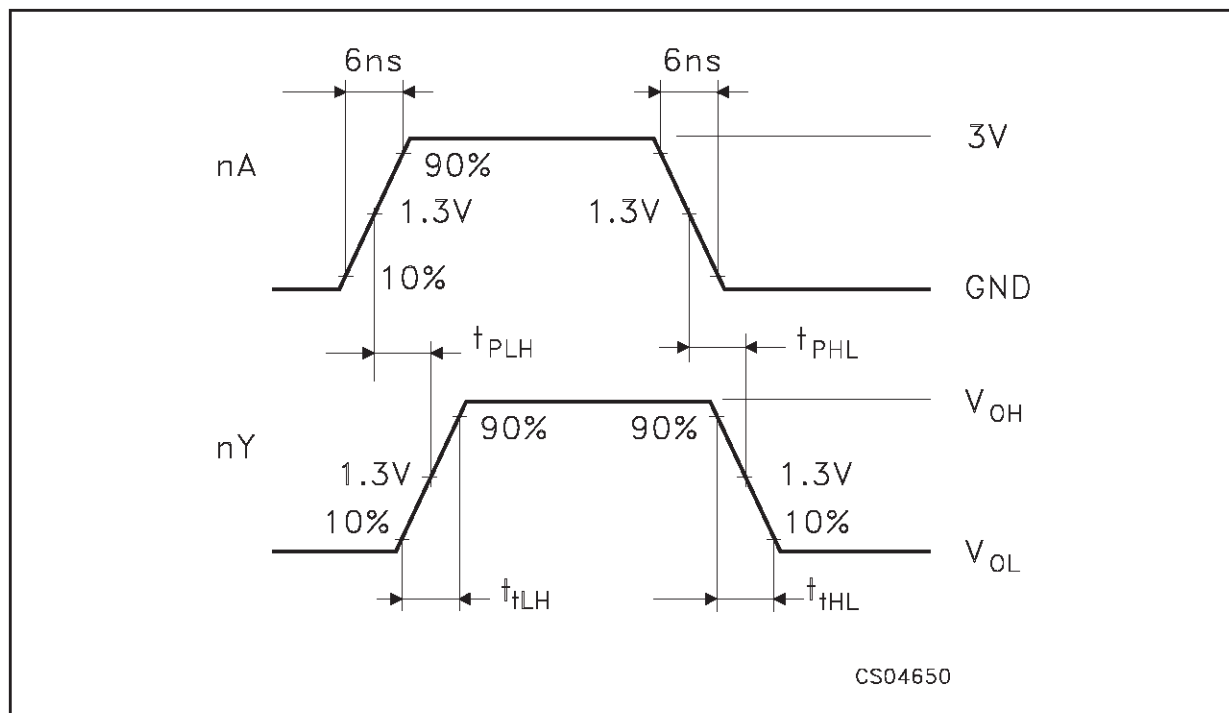 6ns 6ns
3V
nA 90%
1.3V 1.3V
10%
GND
tPLH tPHL
VOH
90% 90%
nY
1.3V 1.3V
10% 10%
VOL
ttLH ttHL
CS04650